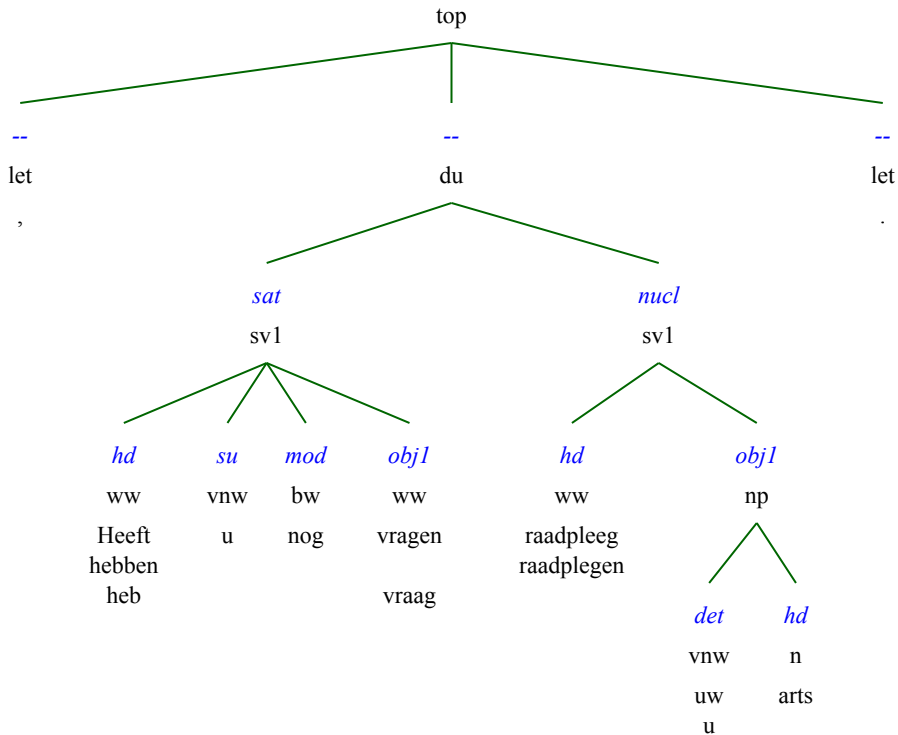 top
-- -- --
let du let
, .
sat nucl
sv1 sv1
hd su mod obj1 hd obj1
ww vnw bw ww ww np
Heeft u nog vragen raadpleeg
hebben raadplegen
heb vraag
det hd
vnw n
uw arts
u